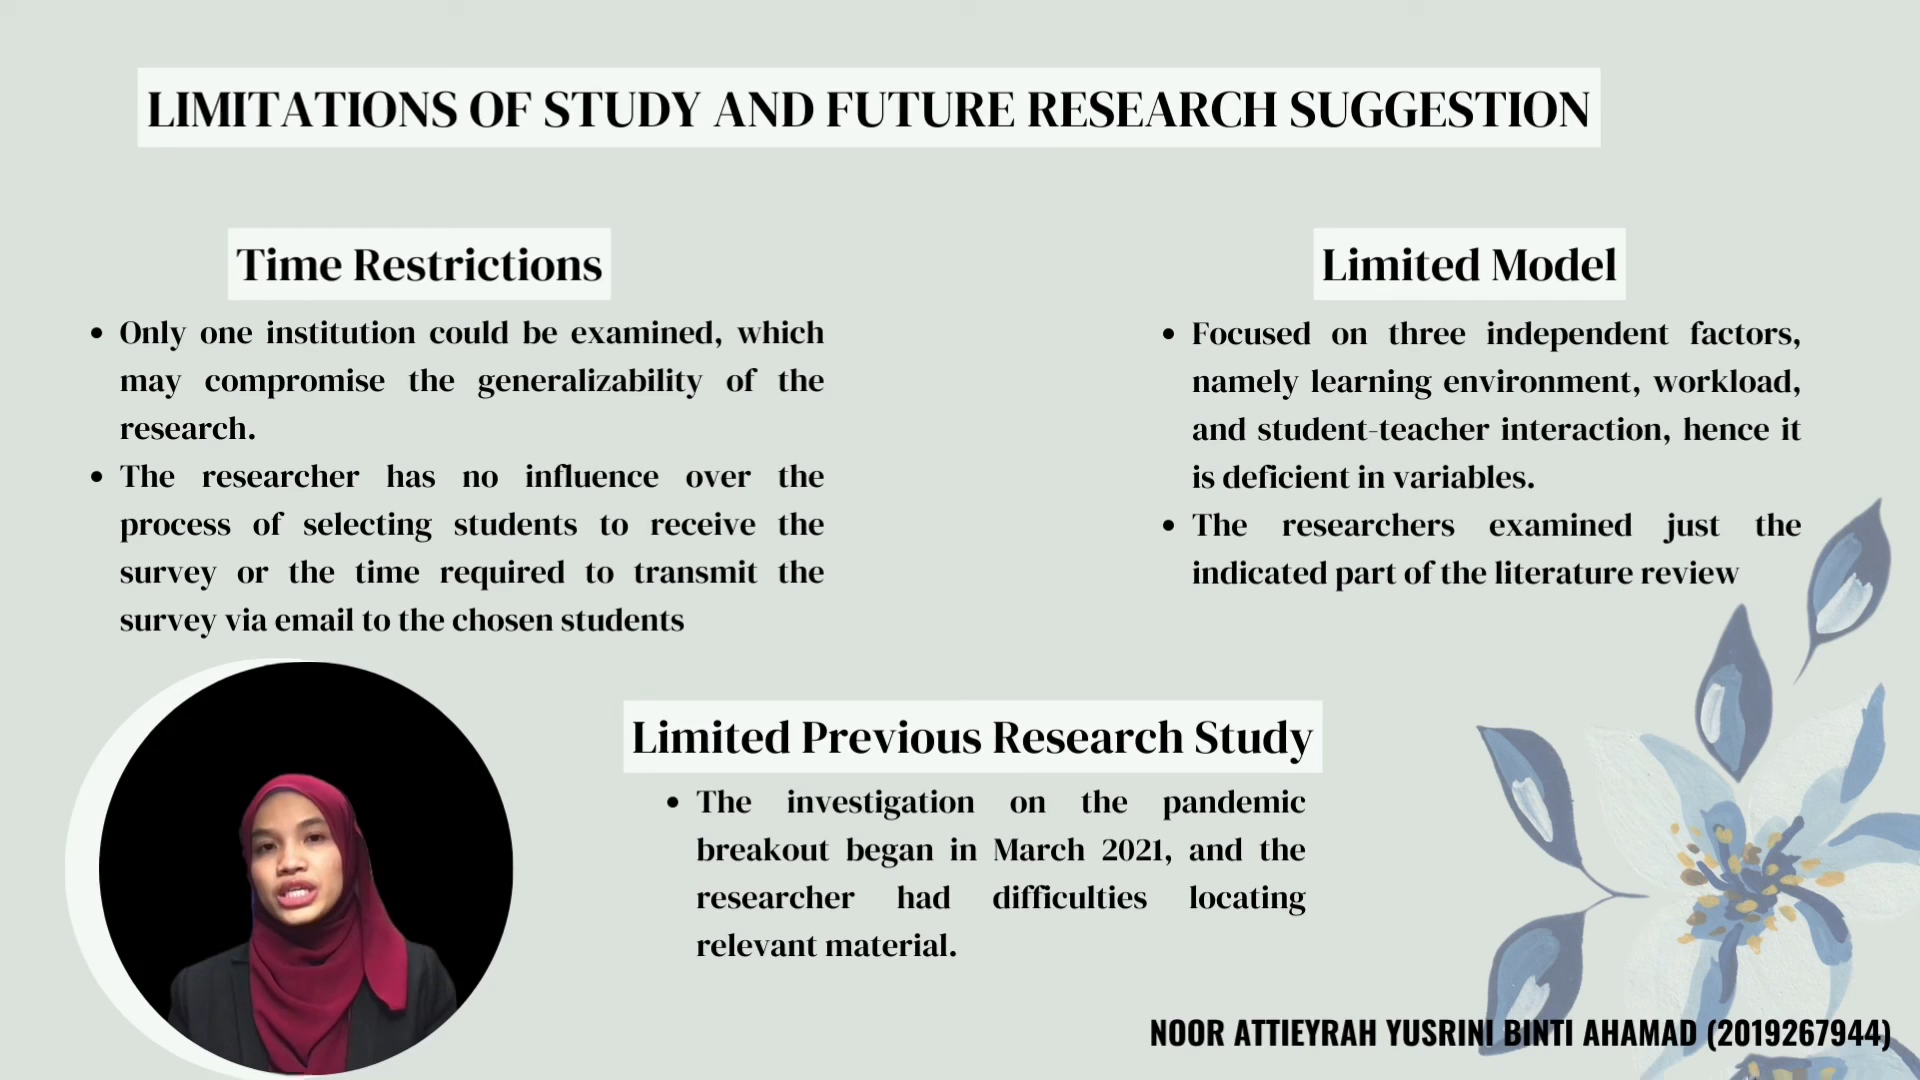 LIMITATIONS OF STUDY AND FUTURE RESEARCH SUGGESTION
Time Restrictions
• Only one institution could be examined, which
may compromise the generalizability of the
research.
• The researcher has no influence over the
process of selecting students to receive the
survey or the time required to transmit the
survey via email to the chosen students
Limited Model
• Focused on three independent factors,
namely learning environment, workload,
and student-teacher interaction, hence it
is deficient in variables.
• The researchers examined just the
indicated part of the literature review
Limited Previous Research Study
• The investigation on the pandemic
breakout began in March 2021, and the
researcher had difficulties locating
relevant material.
NOOR ATTIEYRAH YUSRINI BINTI AHAMAD (2019267944)